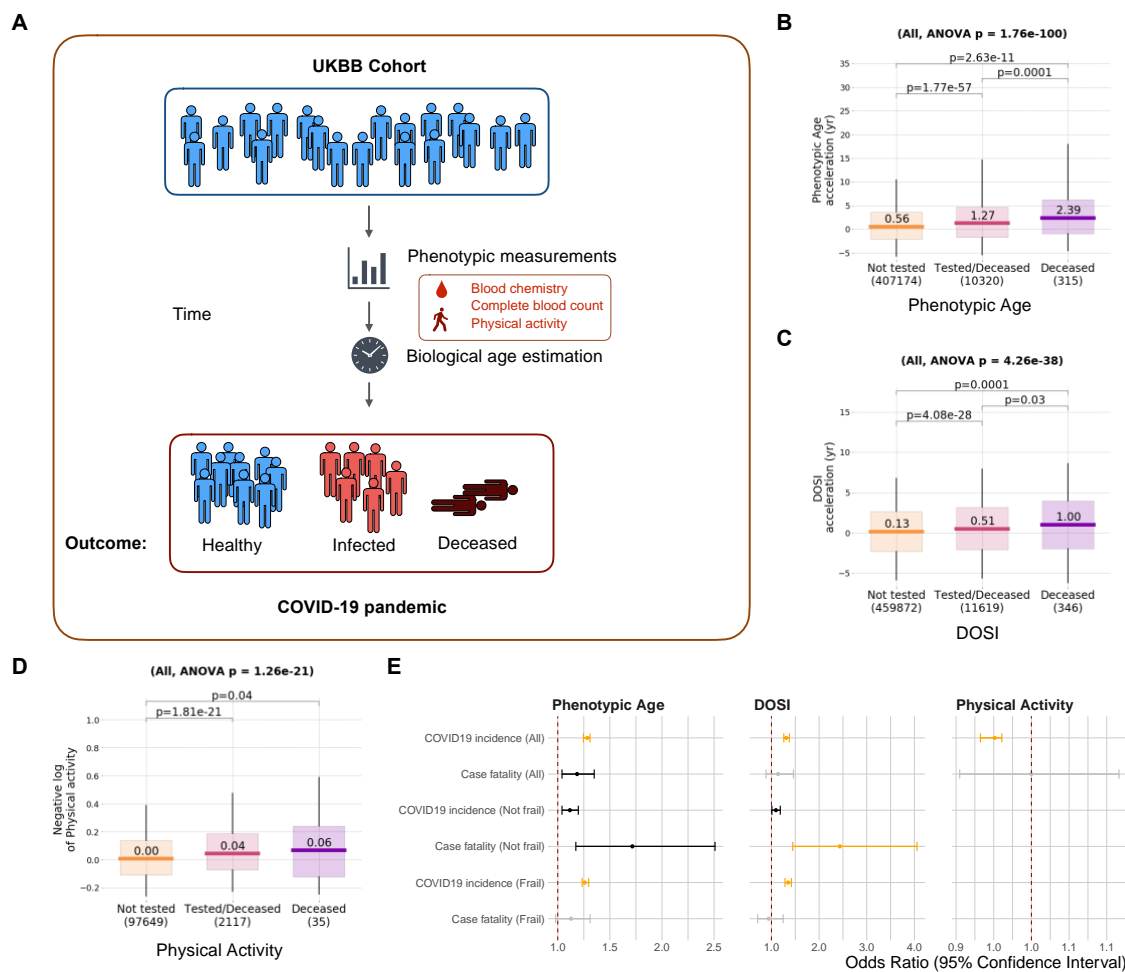 A
UKBB Cohort
Phenotypic measurements
Blood chemistry
Complete blood count
Physical activity
Time
Biological age estimation
Outcome:
Healthy
Infected
Deceased
COVID-19 pandemic
B
(All, ANOVA p = 1.76e-100)
p=2.63e-11
p=0.0001
p=1.77e-57
35
30
25
20
15
10
5
0
−5
Phenotypic Age
acceleration (yr)
0.56
1.27
2.39
Not tested
(407174)
Tested/Deceased
(10320)
Deceased
(315)
Phenotypic Age
C
(All, ANOVA p = 4.26e-38)
p=0.0001
p=0.03
p=4.08e-28
15
10
5
0
−5
DOSI
acceleration (yr)
0.13
0.51
1.00
Not tested
(459872)
Tested/Deceased
(11619)
Deceased
(346)
DOSI
D
(All, ANOVA p = 1.26e-21)
p=0.04
p=1.81e-21
1.0
0.8
0.6
0.4
0.2
0.0
−0.2
Negative log
of Physical activity
0.00
0.04
0.06
Not tested
(97649)
Tested/Deceased
(2117)
Deceased
(35)
Physical Activity
E
Phenotypic Age
DOSI
Physical Activity
COVID19 incidence (All)
Case fatality (All)
COVID19 incidence (Not frail)
Case fatality (Not frail)
COVID19 incidence (Frail)
Case fatality (Frail)
1.0
1.5
2.0
2.5
1.0
2.0
3.0
4.0
0.9
1.0
1.0
1.1
1.1
Odds Ratio (95% Confidence Interval)